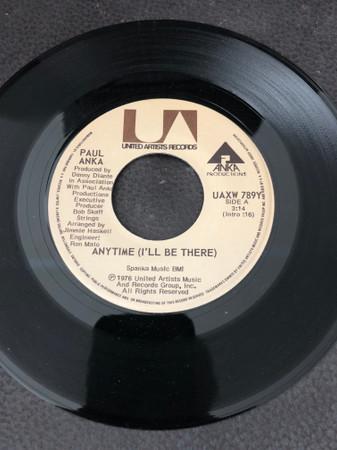 UA
UNITED ARTISTS RECORDS
PAUL
ANKA
Produced by
Denny Diante
In Association
With Paul Anka
Productions
Executive
Producer
Bob Skaff
Strings
Arranged by
Jimmie Haskell
Engineer:
Ron Malo
ANKA
PRODUCTIONS
UAXW 789Y
SIDE A
3:14
(Intro :16)
ANYTIME (I'LL BE THERE)
Spanka Music BMI
Ⓟ 1976 United Artists Music
And Records Group, Inc.
All Rights Reserved